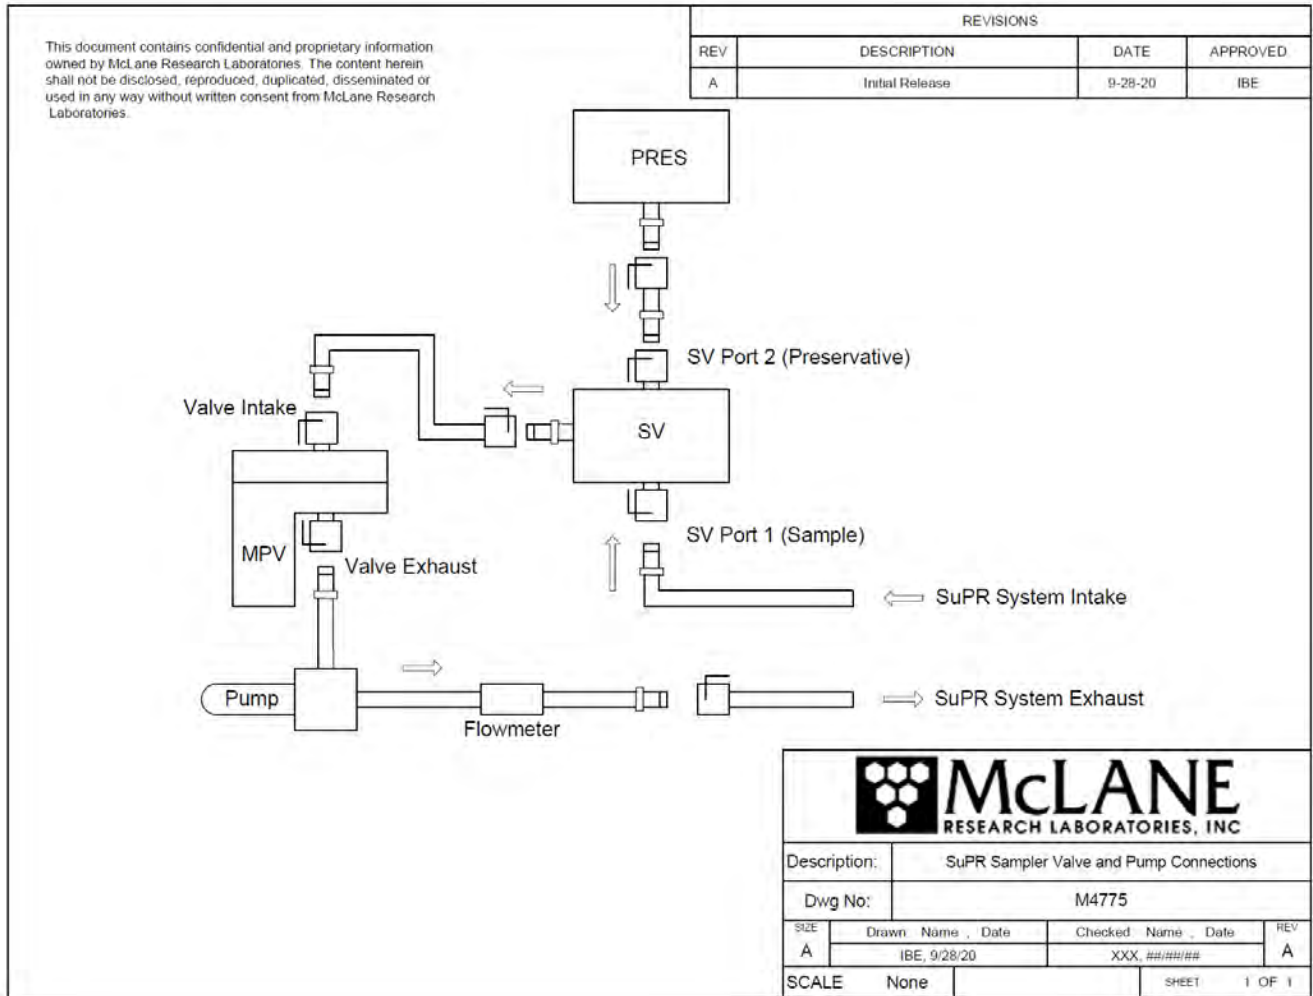 This document contains confidential and proprietary information
owned by McLane Research Laboratories. The content herein
shall not be disclosed, reproduced, duplicated, disseminated or
used in any way without written consent from McLane Research
Laboratories.
REVISIONS
REV DESCRIPTION DATE APPROVED
A Initial Release 9-28-20 IBE
PRES
SV Port 2 (Preservative)
Valve Intake
SV
MPV
Valve Exhaust
SV Port 1 (Sample)
SuPR System Intake
Pump
Flowmeter
SuPR System Exhaust
McLANE
RESEARCH LABORATORIES, INC
Description: SuPR Sampler Valve and Pump Connections
Dwg No: M4775
SIZE Drawn Name , Date Checked Name , Date REV
A IBE, 9/28/20 XXX, ##/##/## A
SCALE None SHEET 1 OF 1